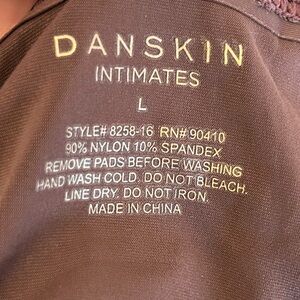 DANSKIN
INTIMATES
L
STYLE# 8258-16 RN# 90410
90% NYLON 10% SPANDEX
REMOVE PADS BEFORE WASHING
HAND WASH COLD. DO NOT BLEACH.
LINE DRY. DO NOT IRON.
MADE IN CHINA